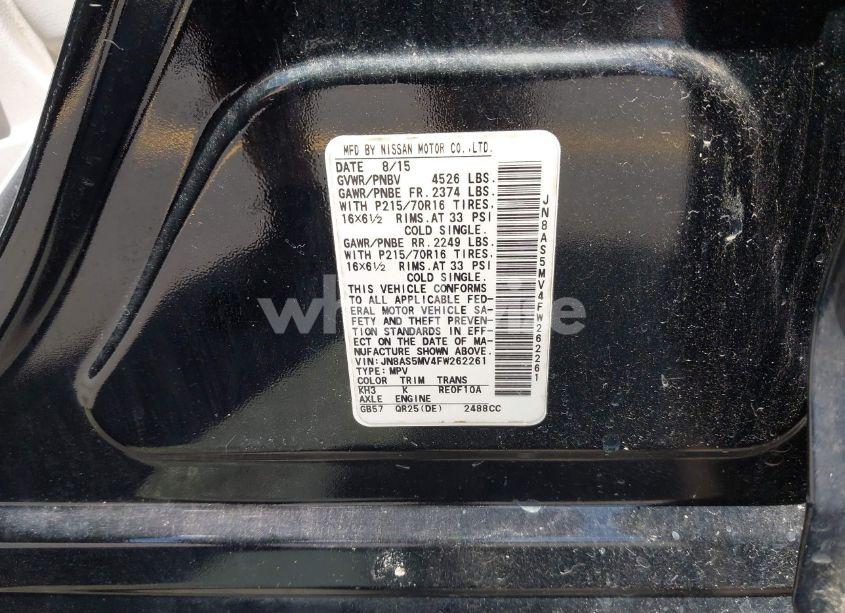 MFD BY NISSAN MOTOR CO.,LTD.
DATE 8/15
GVWR/PNBV 4526 LBS.
GAWR/PNBE FR. 2374 LBS.
WITH P215/70R16 TIRES,
16×6½ RIMS.AT 33 PSI
COLD SINGLE.
GAWR/PNBE RR. 2249 LBS.
WITH P215/70R16 TIRES,
16×6½ RIMS.AT 33 PSI
COLD SINGLE.
THIS VEHICLE CONFORMS
TO ALL APPLICABLE FED-
ERAL MOTOR VEHICLE SA-
FETY AND THEFT PREVEN-
TION STANDARDS IN EFF-
ECT ON THE DATE OF MA-
NUFACTURE SHOWN ABOVE.
VIN: JN8AS5MV4FW262261
TYPE: MPV
COLOR TRIM TRANS
KH3 K RE0F10A
AXLE ENGINE
GB57 QR25(DE) 2488CC
JN8AS5MV4FW262261